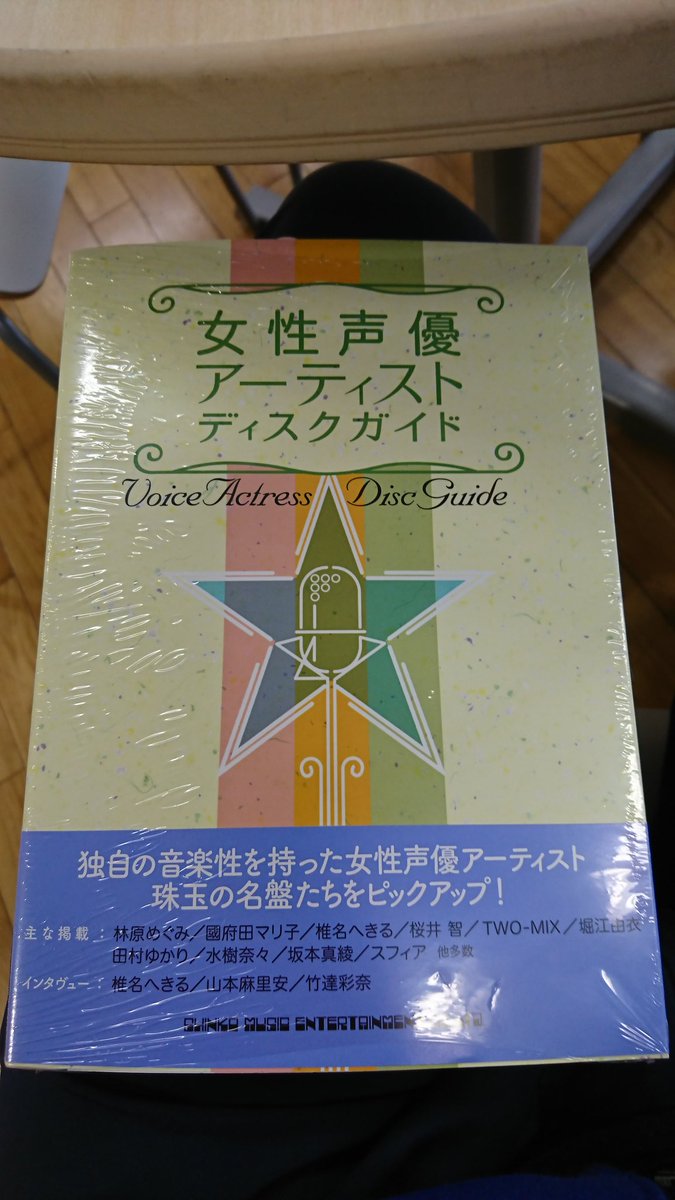 女性声優
アーティスト
ディスクガイド
Voice Actress Disc Guide
独自の音楽性を持った女性声優アーティスト
珠玉の名盤たちをピックアップ!
主な掲載:林原めぐみ/國府田マリ子/椎名へきる/桜井 智/TWO-MIX/堀江由衣
田村ゆかり/水樹奈々/坂本真綾/スフィア 他多数
インタヴュー:椎名へきる/山本麻里安/竹達彩奈
SHINKO MUSIC ENTERTAINMENT